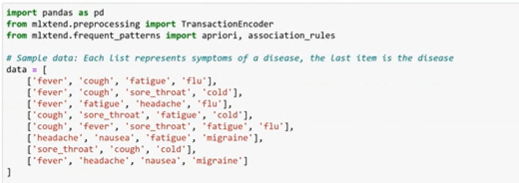 import pandas as pd
from mlxtend.preprocessing import TransactionEncoder
from mlxtend.frequent_patterns import apriori, association_rules
# Sample data: Each list represents symptoms of a disease, the last item is the disease
data = [
['fever', 'cough', 'fatigue', 'flu'],
['fever', 'cough', 'sore_throat', 'cold'],
['fever', 'fatigue', 'headache', 'flu'],
['cough', 'sore_throat', 'fatigue', 'cold'],
['cough', 'fever', 'sore_throat', 'fatigue', 'flu'],
['headache', 'nausea', 'fatigue', 'migraine'],
['sore_throat', 'cough', 'cold'],
['fever', 'headache', 'nausea', 'migraine']
]